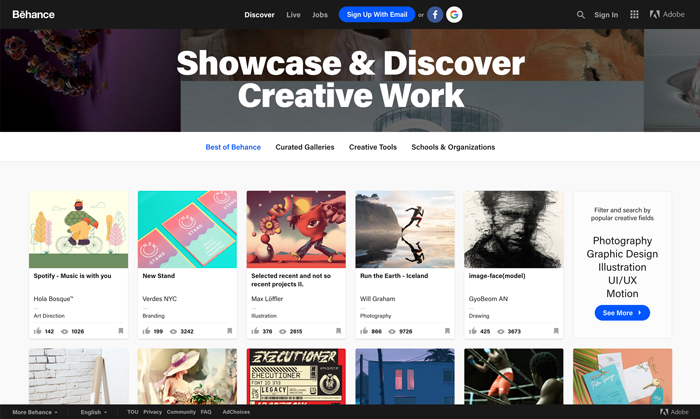 Bēhance
Discover Live Jobs Sign Up With Email or f G Sign In Adobe
Showcase & Discover
Creative Work
Best of Behance Curated Galleries Creative Tools Schools & Organizations
Spotify - Music is with you
Hola Bosque™
Art Direction
142 1026
New Stand
Verdes NYC
Branding
199 3242
Selected recent and not so
recent projects II.
Max Löffler
Illustration
376 2615
Run the Earth - Iceland
Will Graham
Photography
866 9726
image-face(model)
GyoBeom AN
Drawing
425 3673
Filter and search by
popular creative fields
Photography
Graphic Design
Illustration
UI/UX
Motion
See More
EXECUTIONER
EXECUTIONER
LEGACY
More Behance English TOU Privacy Community FAQ AdChoices Adobe